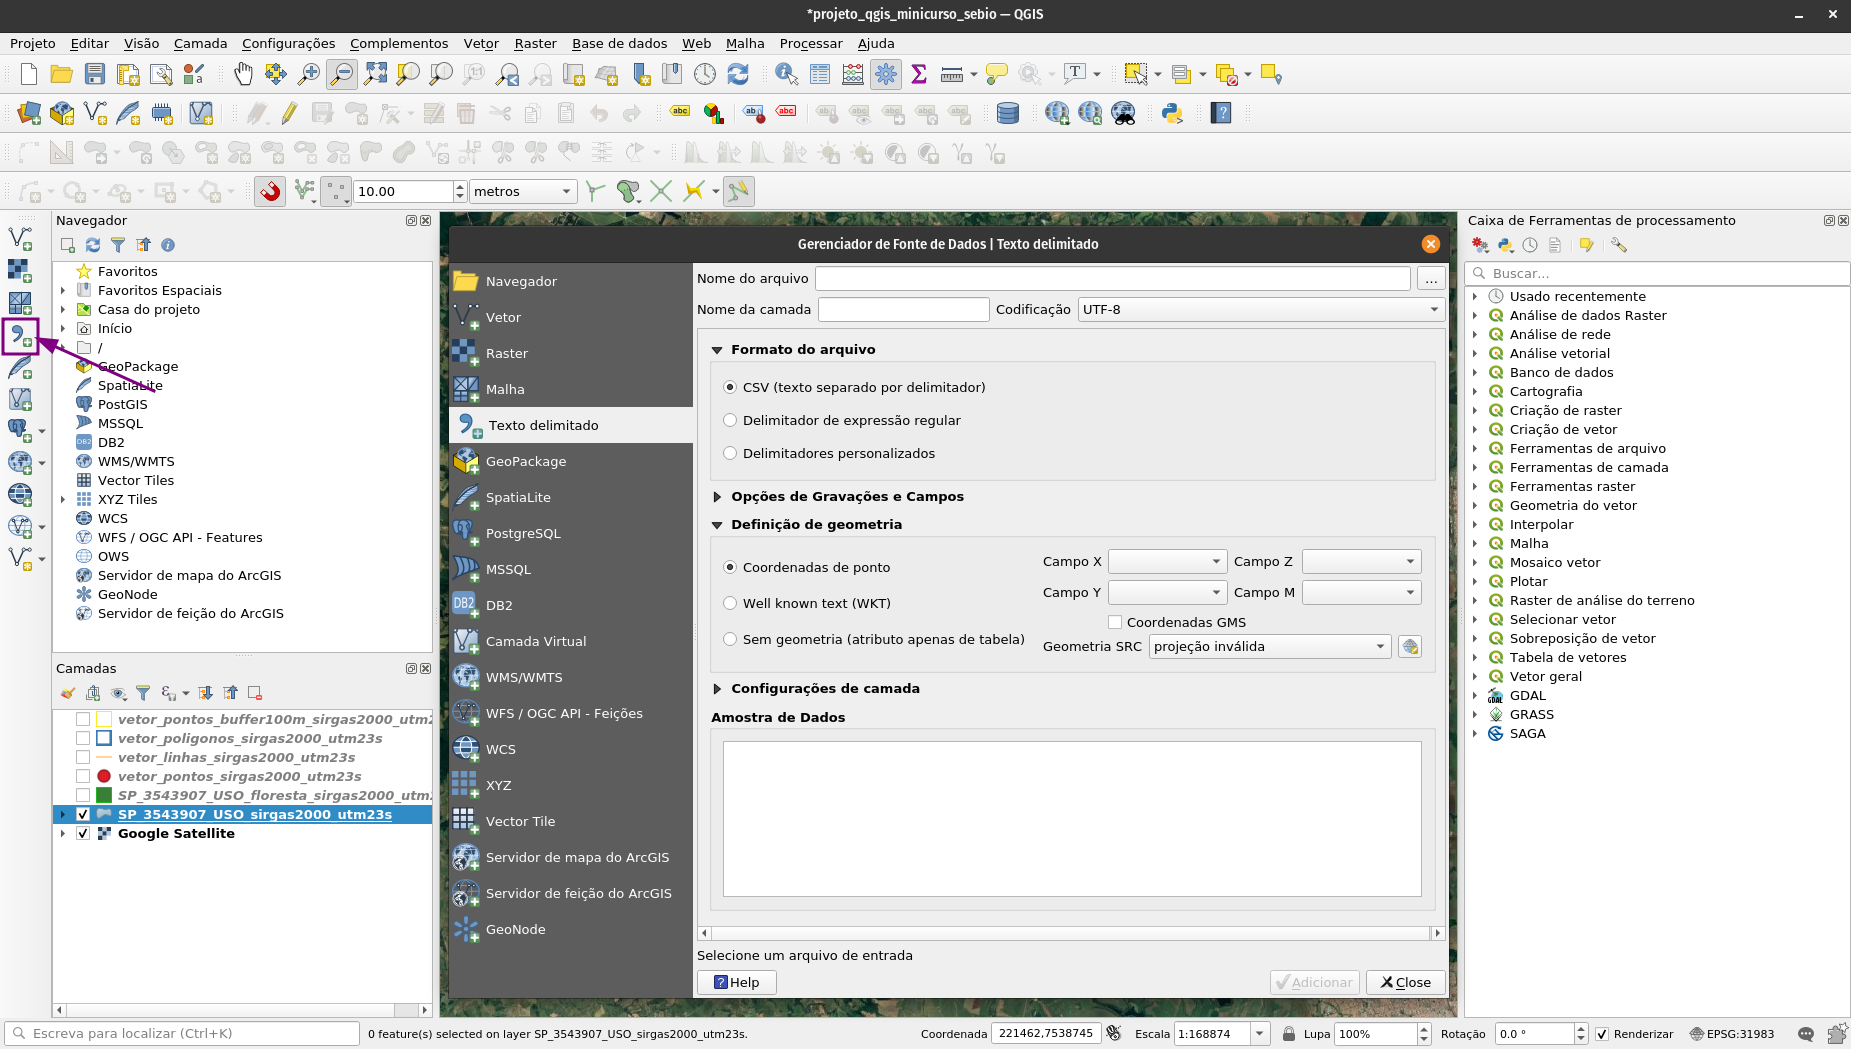 *projeto_qgis_minicurso_sebio — QGIS
Projeto Editar Visão Camada Configurações Complementos Vetor Raster Base de dados Web Malha Processar Ajuda
10.00 metros
Navegador
Favoritos
Favoritos Espaciais
Casa do projeto
Início
/
GeoPackage
SpatiaLite
PostGIS
MSSQL
DB2
WMS/WMTS
Vector Tiles
XYZ Tiles
WCS
WFS / OGC API - Features
OWS
Servidor de mapa do ArcGIS
GeoNode
Servidor de feição do ArcGIS
Camadas
vetor_pontos_buffer100m_sirgas2000_utm2
vetor_poligonos_sirgas2000_utm23s
vetor_linhas_sirgas2000_utm23s
vetor_pontos_sirgas2000_utm23s
SP_3543907_USO_floresta_sirgas2000_utm
SP_3543907_USO_sirgas2000_utm23s
Google Satellite
Gerenciador de Fonte de Dados | Texto delimitado
Navegador
Vetor
Raster
Malha
Texto delimitado
GeoPackage
SpatiaLite
PostgreSQL
MSSQL
DB2
Camada Virtual
WMS/WMTS
WFS / OGC API - Feições
WCS
XYZ
Vector Tile
Servidor de mapa do ArcGIS
Servidor de feição do ArcGIS
GeoNode
Nome do arquivo ...
Nome da camada Codificação UTF-8
Formato do arquivo
CSV (texto separado por delimitador)
Delimitador de expressão regular
Delimitadores personalizados
Opções de Gravações e Campos
Definição de geometria
Coordenadas de ponto Campo X Campo Z
Campo Y Campo M
Well known text (WKT)
Coordenadas GMS
Sem geometria (atributo apenas de tabela) Geometria SRC projeção inválida
Configurações de camada
Amostra de Dados
Selecione um arquivo de entrada
Help Adicionar Close
Caixa de Ferramentas de processamento
Buscar...
Usado recentemente
Análise de dados Raster
Análise de rede
Análise vetorial
Banco de dados
Cartografia
Criação de raster
Criação de vetor
Ferramentas de arquivo
Ferramentas de camada
Ferramentas raster
Geometria do vetor
Interpolar
Malha
Mosaico vetor
Plotar
Raster de análise do terreno
Selecionar vetor
Sobreposição de vetor
Tabela de vetores
Vetor geral
GDAL
GRASS
SAGA
Escreva para localizar (Ctrl+K) 0 feature(s) selected on layer SP_3543907_USO_sirgas2000_utm23s. Coordenada 221462,7538745 Escala 1:168874 Lupa 100% Rotação 0.0 ° Renderizar EPSG:31983